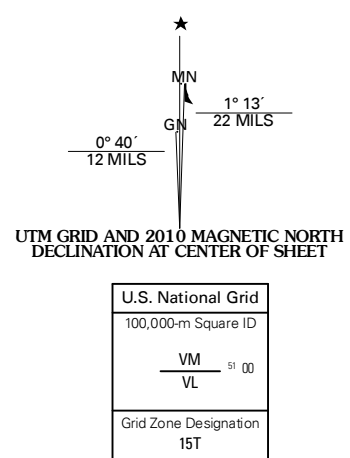 ★
MN
1° 13´
22 MILS
GN
0° 40´
12 MILS
UTM GRID AND 2010 MAGNETIC NORTH
DECLINATION AT CENTER OF SHEET
U.S. National Grid
100,000-m Square ID
VM
51 00
VL
Grid Zone Designation
15T